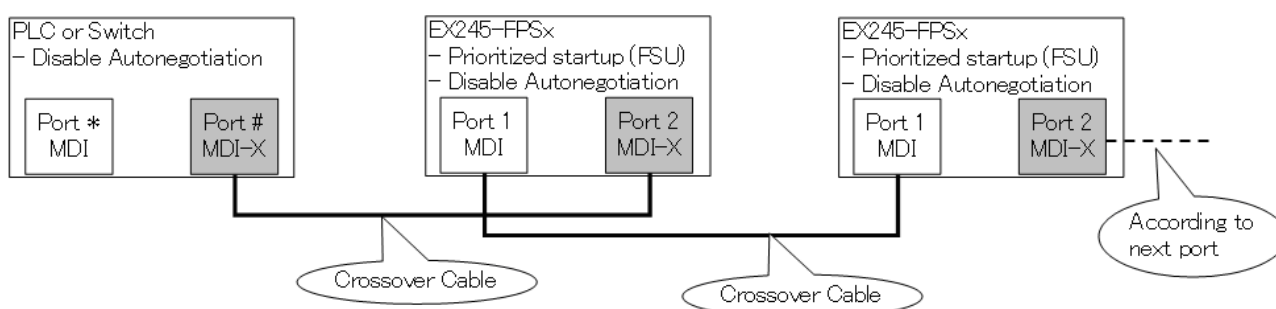 PLC or Switch
- Disable Autonegotiation
Port *
MDI
Port #
MDI-X
EX245-FPSx
- Prioritized startup (FSU)
- Disable Autonegotiation
Port 1
MDI
Port 2
MDI-X
EX245-FPSx
- Prioritized startup (FSU)
- Disable Autonegotiation
Port 1
MDI
Port 2
MDI-X
According to
next port
Crossover Cable
Crossover Cable